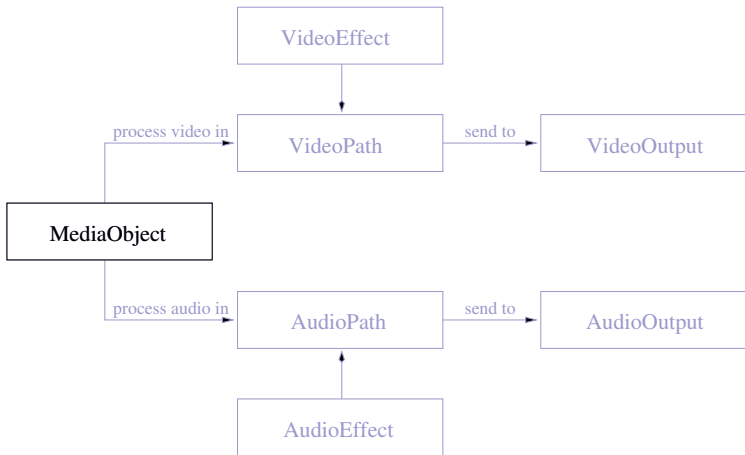 VideoEffect
process video in
VideoPath
send to
VideoOutput
MediaObject
process audio in
AudioPath
send to
AudioOutput
AudioEffect